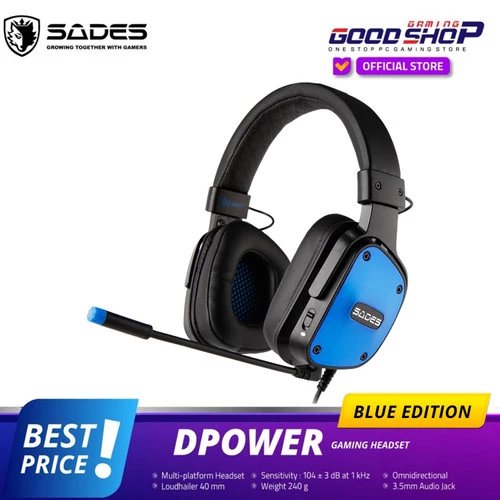 SADES
GROWING TOGETHER WITH GAMERS
GAMING
GOODSHOP
ONE STOP PC GAMING STORE
OFFICIAL STORE
Dpower
SADES
BLUE EDITION
BEST
PRICE!
DPOWER
GAMING HEADSET
• Multi-platform Headset
• Sensitivity : 104 ± 3 dB at 1 kHz
• Omnidirectional
• Loudhailer 40 mm
• Weight 240 g
• 3.5mm Audio Jack